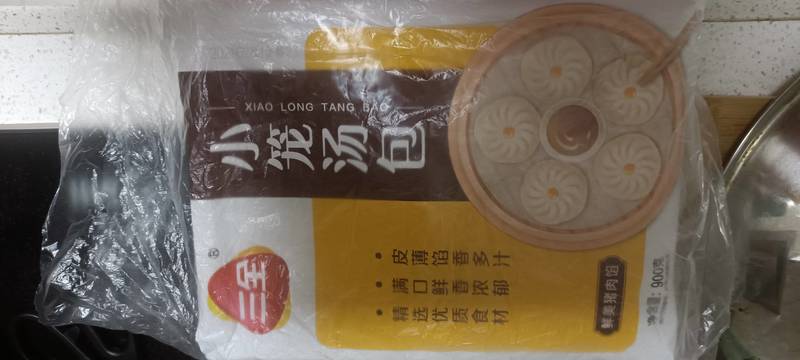 XIAO LONG TANG BAO
小笼汤包
三全
皮薄馅香多汁
满口鲜香浓郁
精选优质食材
鲜美猪肉馅
净含量：900克